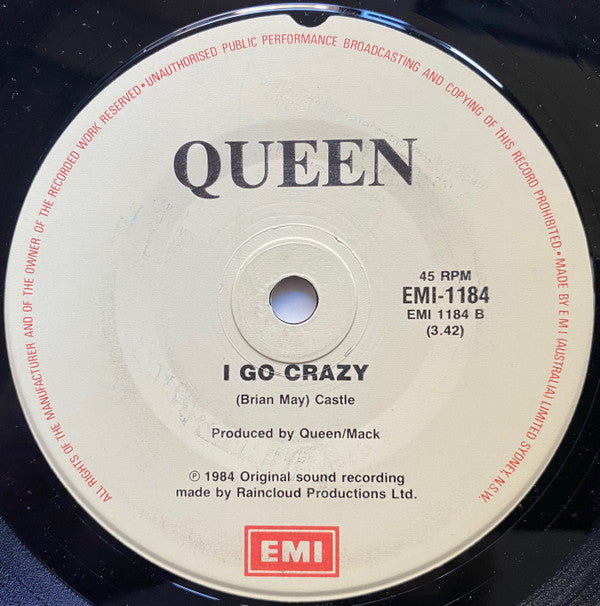 ALL RIGHTS OF THE MANUFACTURER AND OF THE OWNER OF THE RECORDED WORK RESERVED • UNAUTHORISED PUBLIC PERFORMANCE BROADCASTING AND COPYING OF THIS RECORD PROHIBITED. • MADE BY E M I (AUSTRALIA) LIMITED SYDNEY, N.S.W.
QUEEN
45 RPM
EMI-1184
EMI 1184 B
(3.42)
I GO CRAZY
(Brian May) Castle
Produced by Queen/Mack
℗ 1984 Original sound recording
made by Raincloud Productions Ltd.
EMI